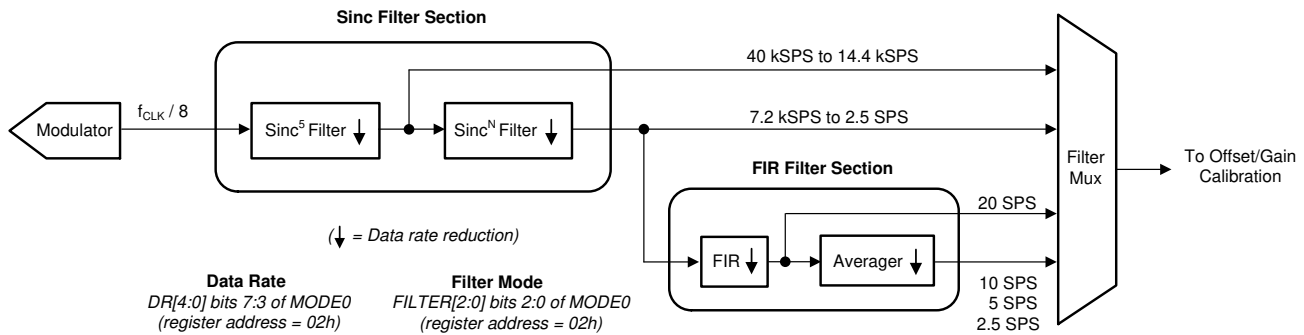 Sinc Filter Section
40 kSPS to 14.4 kSPS
Modulator
fCLK / 8
Sinc5 Filter
SincN Filter
7.2 kSPS to 2.5 SPS
Filter
Mux
To Offset/Gain
Calibration
FIR Filter Section
20 SPS
(↓ = Data rate reduction)
FIR
Averager
10 SPS
5 SPS
2.5 SPS
Data Rate
DR[4:0] bits 7:3 of MODE0
(register address = 02h)
Filter Mode
FILTER[2:0] bits 2:0 of MODE0
(register address = 02h)